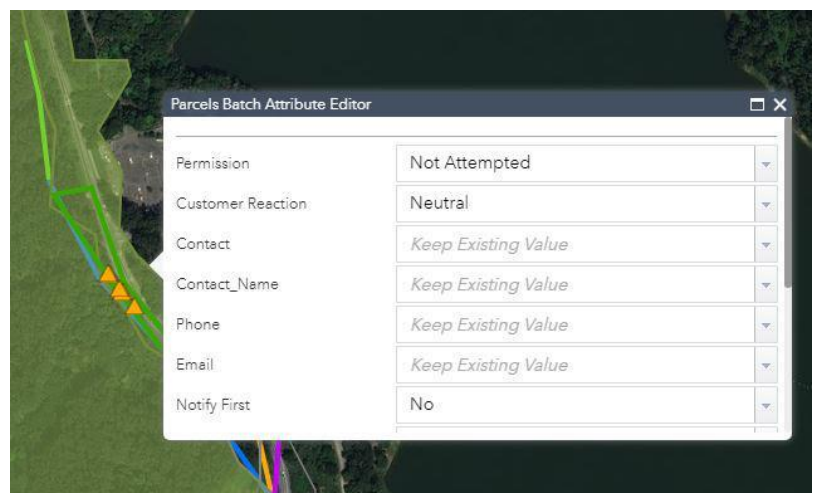 Parcels Batch Attribute Editor
Permission Not Attempted
Customer Reaction Neutral
Contact Keep Existing Value
Contact_Name Keep Existing Value
Phone Keep Existing Value
Email Keep Existing Value
Notify First No